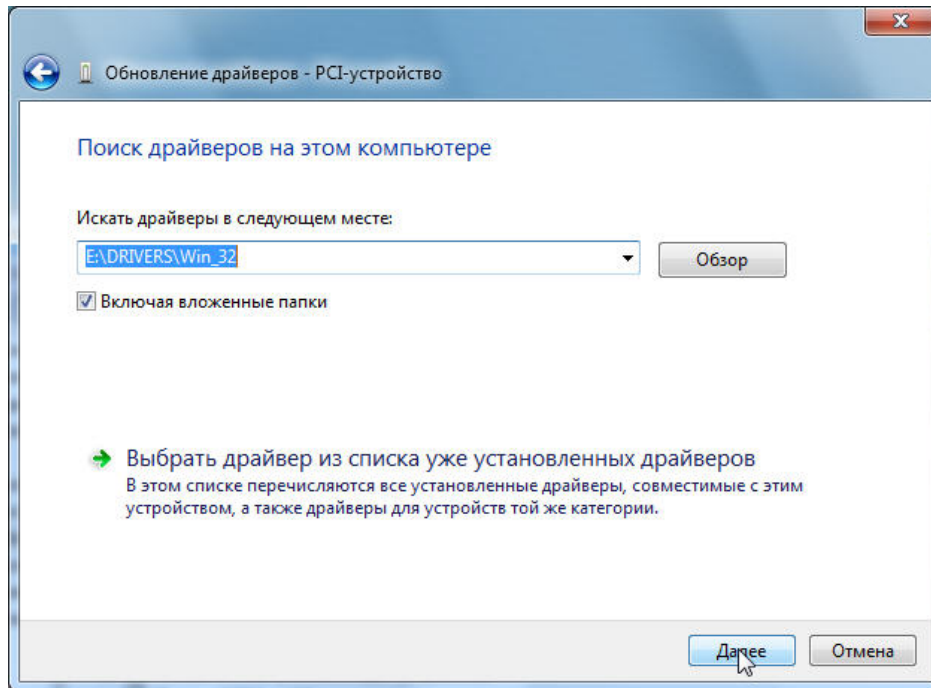 Обновление драйверов - PCI-устройство
Поиск драйверов на этом компьютере
Искать драйверы в следующем месте:
E:\DRIVERS\Win_32
Обзор
Включая вложенные папки
Выбрать драйвер из списка уже установленных драйверов
В этом списке перечисляются все установленные драйверы, совместимые с этим
устройством, а также драйверы для устройств той же категории.
Далее
Отмена